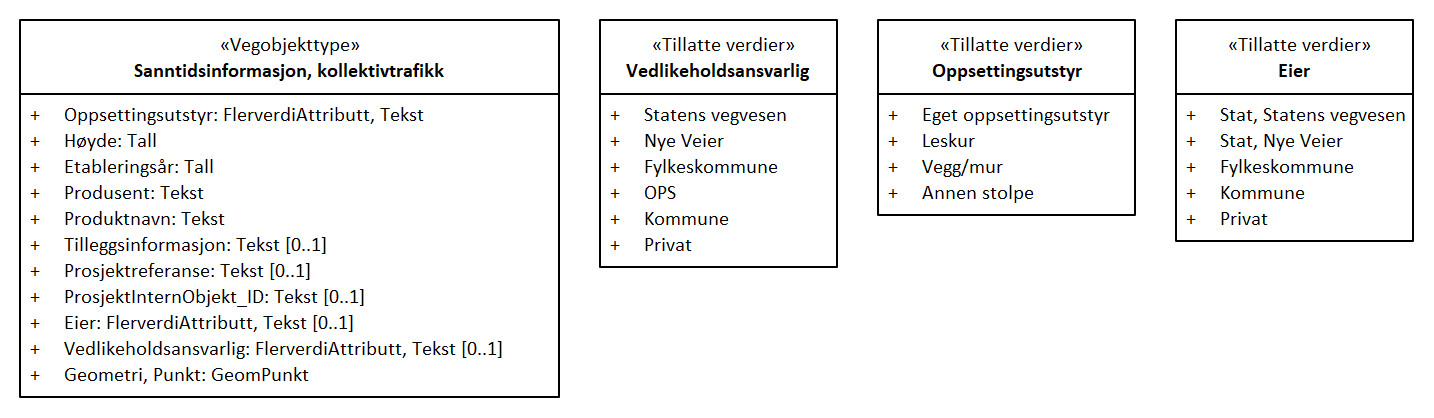 «Vegobjekttype»
Sanntidsinformasjon, kollektivtrafikk
+ Oppsettingsutstyr: FlerverdiAttributt, Tekst
+ Høyde: Tall
+ Etableringsår: Tall
+ Produsent: Tekst
+ Produktnavn: Tekst
+ Tilleggsinformasjon: Tekst [0..1]
+ Prosjektreferanse: Tekst [0..1]
+ ProsjektInternObjekt_ID: Tekst [0..1]
+ Eier: FlerverdiAttributt, Tekst [0..1]
+ Vedlikeholdsansvarlig: FlerverdiAttributt, Tekst [0..1]
+ Geometri, Punkt: GeomPunkt
«Tillatte verdier»
Vedlikeholdsansvarlig
+ Statens vegvesen
+ Nye Veier
+ Fylkeskommune
+ OPS
+ Kommune
+ Privat
«Tillatte verdier»
Oppsettingsutstyr
+ Eget oppsettingsutstyr
+ Leskur
+ Vegg/mur
+ Annen stolpe
«Tillatte verdier»
Eier
+ Stat, Statens vegvesen
+ Stat, Nye Veier
+ Fylkeskommune
+ Kommune
+ Privat